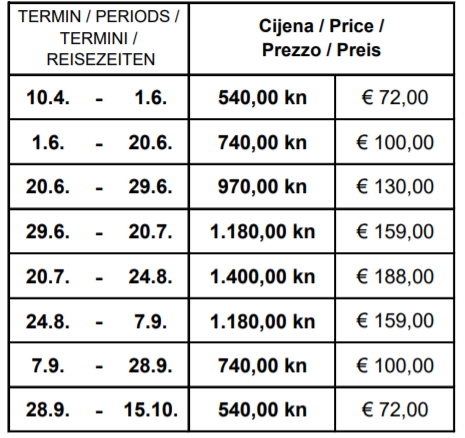 TERMIN / PERIODS /
TERMINI /
REISEZEITEN
Cijena / Price /
Prezzo / Preis
10.4. - 1.6. 540,00 kn € 72,00
1.6. - 20.6. 740,00 kn € 100,00
20.6. - 29.6. 970,00 kn € 130,00
29.6. - 20.7. 1.180,00 kn € 159,00
20.7. - 24.8. 1.400,00 kn € 188,00
24.8. - 7.9. 1.180,00 kn € 159,00
7.9. - 28.9. 740,00 kn € 100,00
28.9. - 15.10. 540,00 kn € 72,00